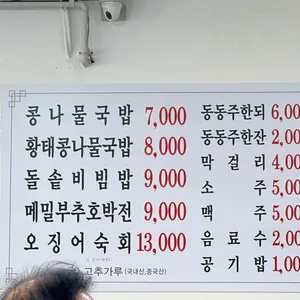 콩나물국밥 7,000
황태콩나물국밥 8,000
돌솥비빔밥 9,000
메밀부추호박전 9,000
오징어숙회 13,000
고추가루 (국내산,중국산)
동동주한되 6,00
동동주한잔 2,00
막걸리 4,00
소주 5,00
맥주 5,00
음료수 2,00
공기밥 1,00